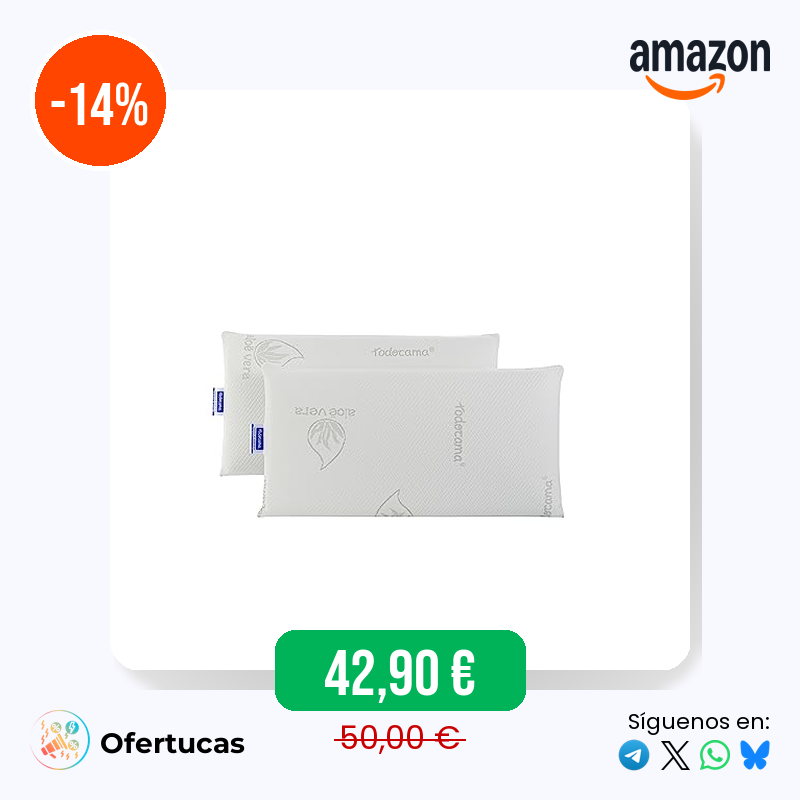 -14%
amazon
aloe vera
Todocama®
aloe vera
Todocama®
42,90 €
50,00 €
Ofertucas
Síguenos en: